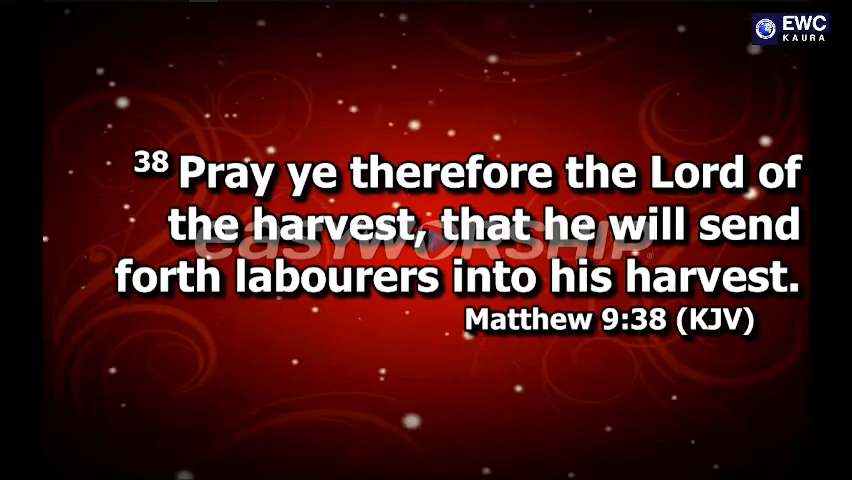 EWC
KAURA
38 Pray ye therefore the Lord of
the harvest, that he will send
easyworship®
forth labourers into his harvest.
Matthew 9:38 (KJV)